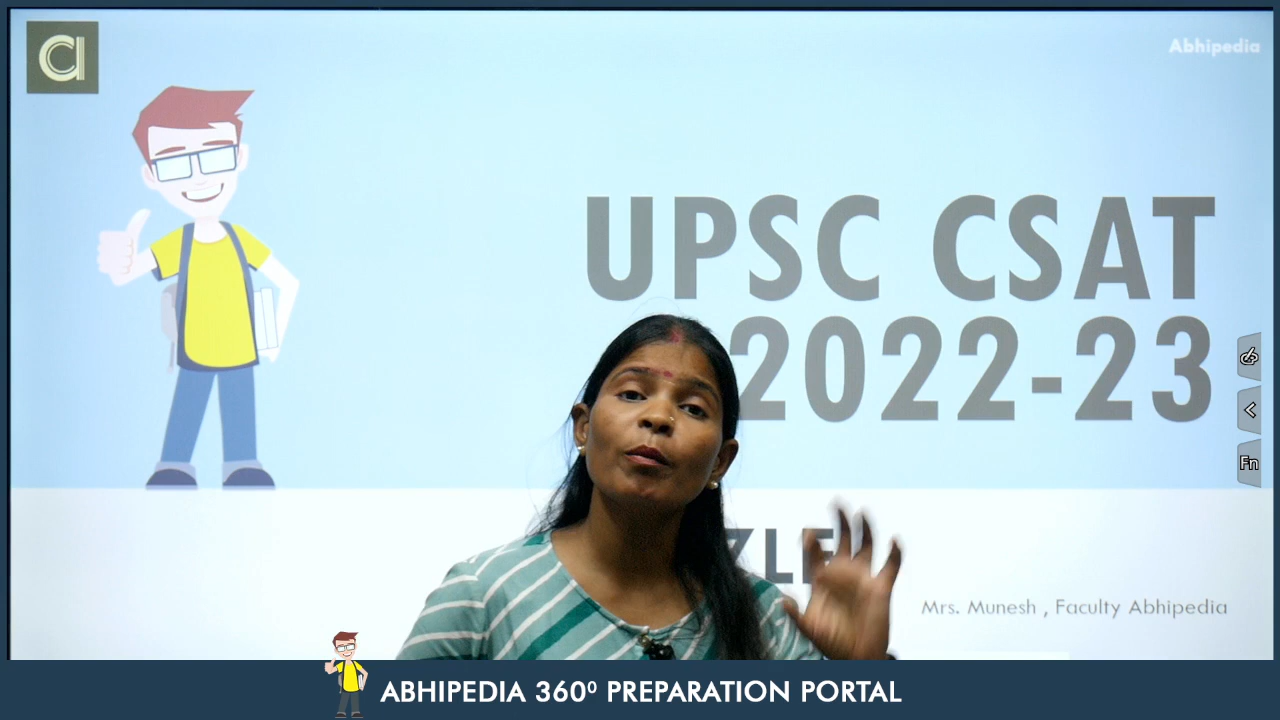 Abhipedia
UPSC CSAT
2022-23
Mrs. Munesh , Faculty Abhipedia
Fn
ABHIPEDIA 360⁰ PREPARATION PORTAL